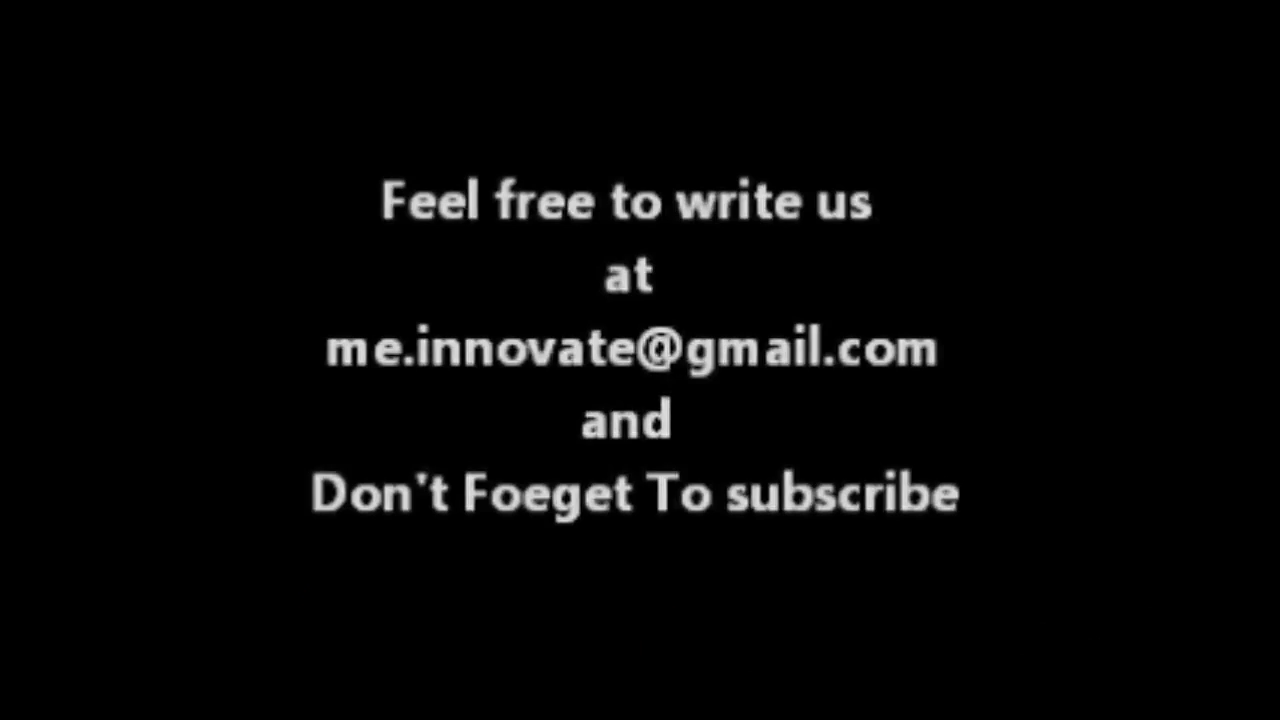 Feel free to write us
at
me.innovate@gmail.com
and
Don't Foeget To subscribe